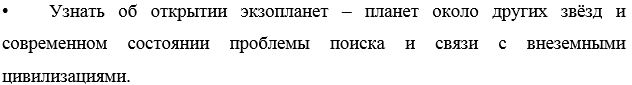 • Узнать об открытии экзопланет – планет около других звёзд и
современном состоянии проблемы поиска и связи с внеземными
цивилизациями.